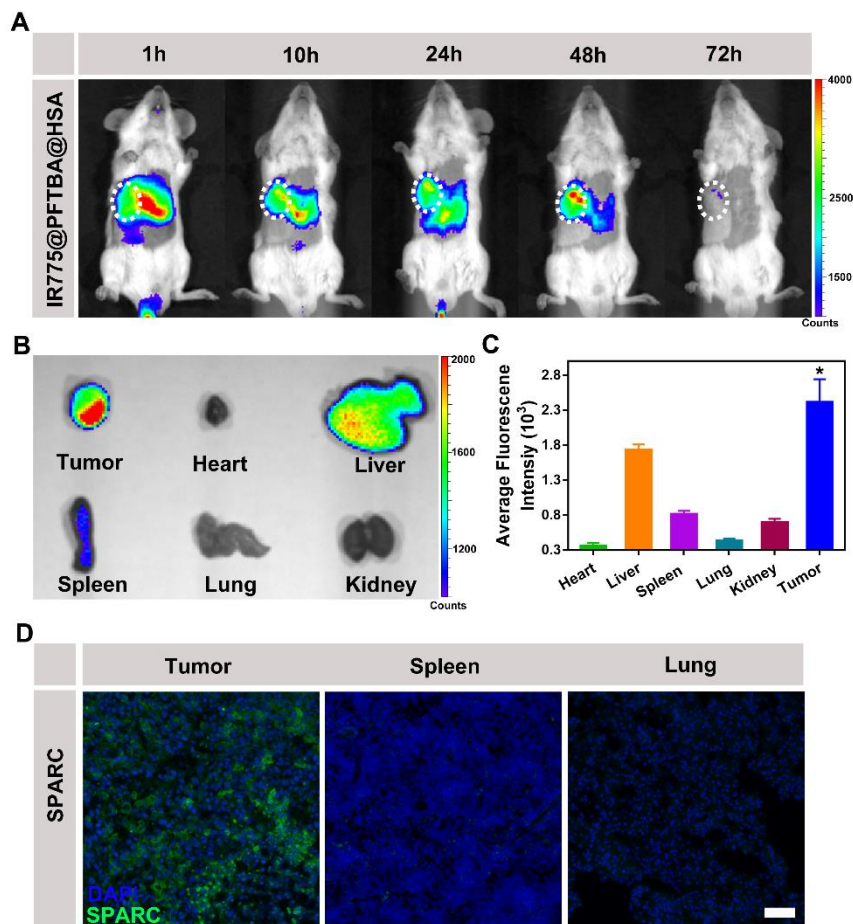 A
1h 10h 24h 48h 72h
IR775@PFTBA@HSA
4000
2500
1500
Counts
B
Tumor Heart Liver
Spleen Lung Kidney
2000
1600
1200
Counts
C
Average Fluorescene
Intensiy (10³)
2.8
1.8
1.3
0.8
0.3
*
Heart Liver Spleen Lung Kidney Tumor
D
Tumor Spleen Lung
SPARC
DAPI
SPARC